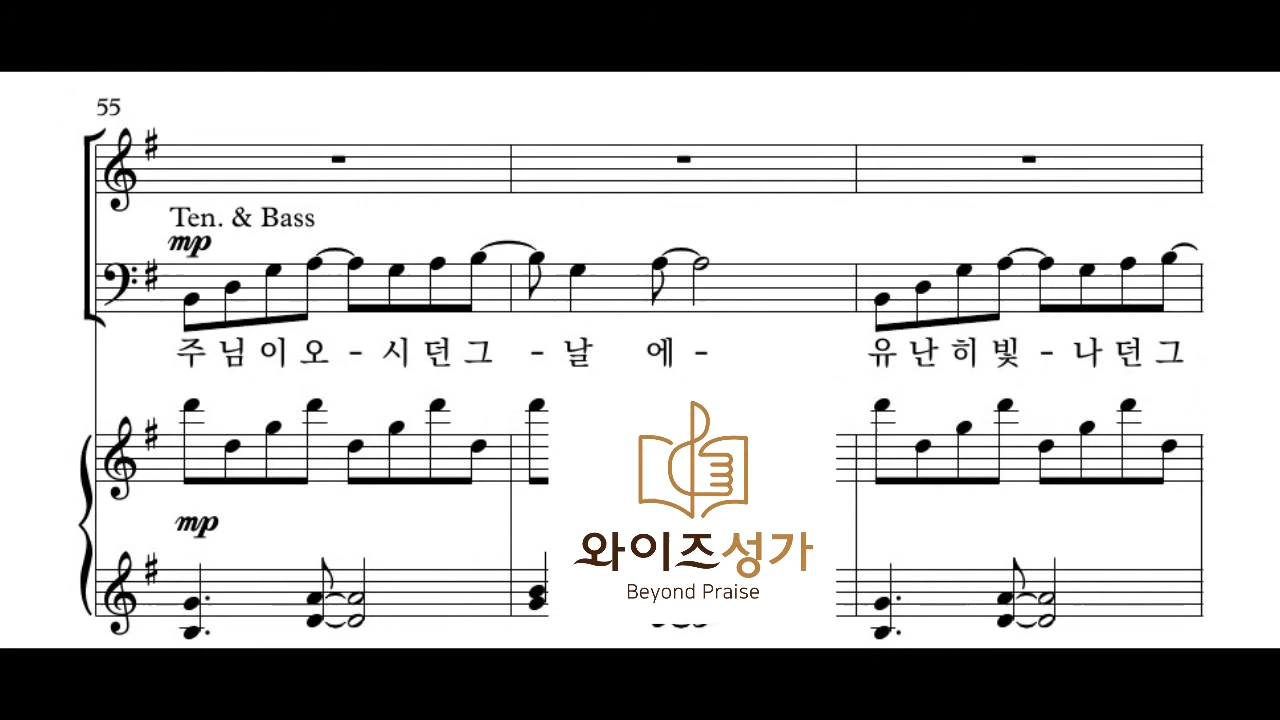 55
Ten. & Bass
mp
주 님 이 오 - 시 던 그 - 날 에 - 유 난 히 빛 - 나 던 그
mp
와이즈성가
Beyond Praise